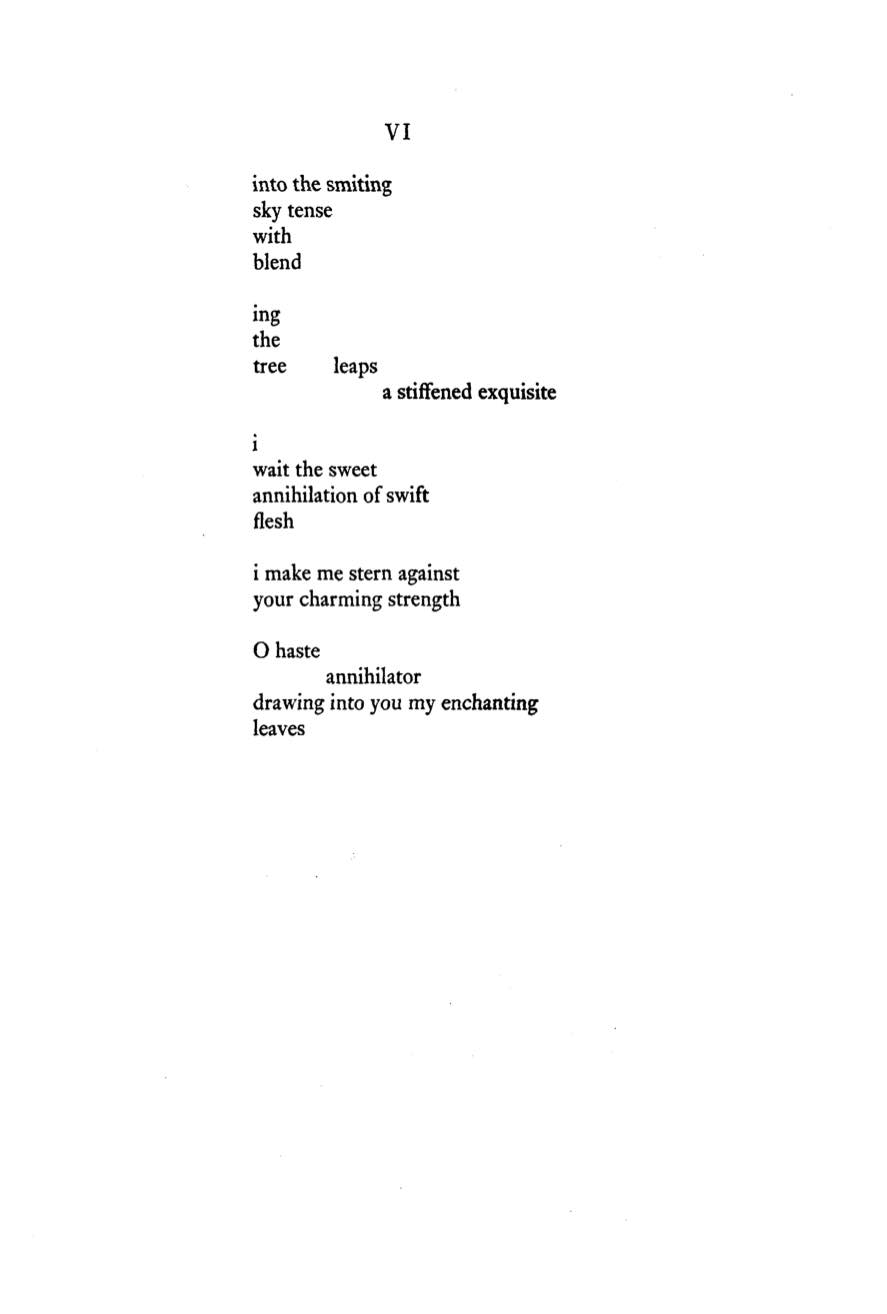 VI
into the smiting
sky tense
with
blend
ing
the
tree leaps
a stiffened exquisite
i
wait the sweet
annihilation of swift
flesh
i make me stern against
your charming strength
O haste
annihilator
drawing into you my enchanting
leaves